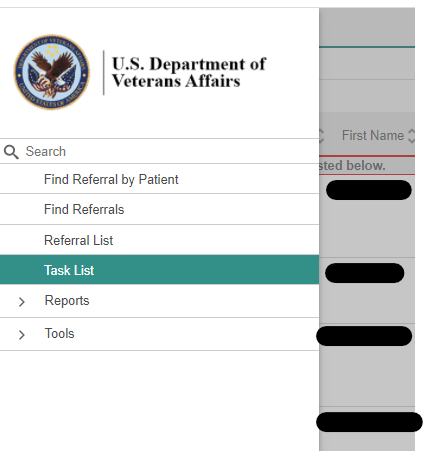 U.S. Department of
Veterans Affairs
Search
First Name
sted below.
Find Referral by Patient
Find Referrals
Referral List
Task List
Reports
Tools